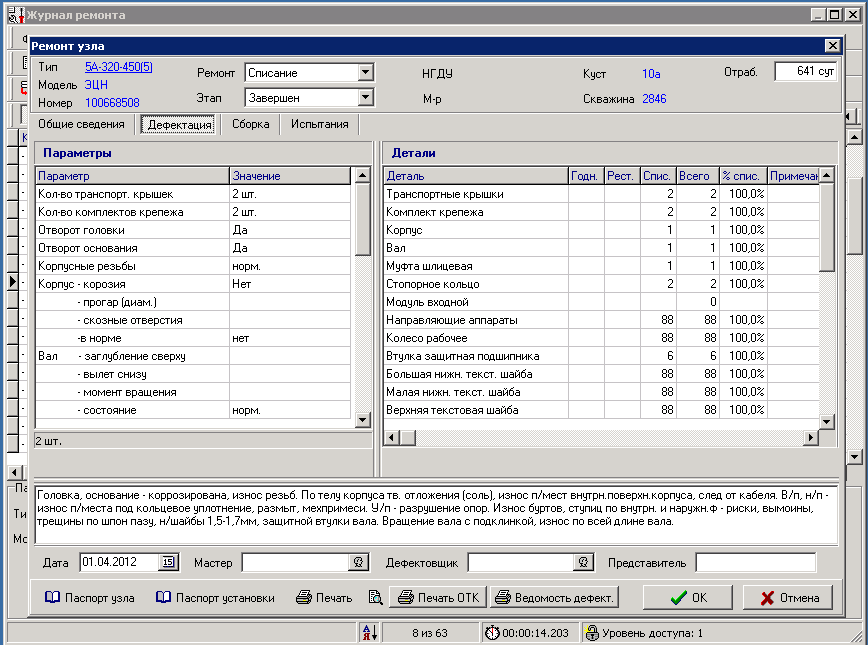 Журнал ремонта
Ремонт узла
Тип 5А-320-450(5) Ремонт Списание НГДУ Куст 10а Отраб. 641 сут
Модель ЭЦН
Номер 100668508 Этап Завершен М-р Скважина 2846
Общие сведения Дефектация Сборка Испытания
Параметры
Параметр Значение
Кол-во транспорт. крышек 2 шт.
Кол-во комплектов крепежа 2 шт.
Отворот головки Да
Отворот основания Да
Корпусные резьбы норм.
Корпус - корозия Нет
- прогар (диам.)
- скозные отверстия
-в норме нет
Вал - заглубление сверху
- вылет снизу
- момент вращения
- состояние норм.
2 шт.
Детали
Деталь Годн. Рест. Спис. Всего % спис. Примечан
Транспортные крышки 2 2 100,0%
Комплект крепежа 2 2 100,0%
Корпус 1 1 100,0%
Вал 1 1 100,0%
Муфта шлицевая 1 1 100,0%
Стопорное кольцо 2 2 100,0%
Модуль входной 0
Направляющие аппараты 88 88 100,0%
Колесо рабочее 88 88 100,0%
Втулка защитная подшипника 6 6 100,0%
Большая нижн. текст. шайба 88 88 100,0%
Малая нижн. текст. шайба 88 88 100,0%
Верхняя текстовая шайба 88 88 100,0%
Головка, основание - коррозирована, износ резьб. По телу корпуса тв. отложения (соль), износ п/мест внутрн.поверхн.корпуса, след от кабеля. В/п, н/п -
износ п/места под кольцевое уплотнение, размыт, мехпримеси. У/п - разрушение опор. Износ буртов, ступиц по внутрн. и наружн.ф - риски, вымоины,
трещины по шпон пазу, н/шайбы 1,5-1,7мм, защитной втулки вала. Вращение вала с подклинкой, износ по всей длине вала.
Дата 01.04.2012 15 Мастер Дефектовщик Представитель
Паспорт узла Паспорт установки Печать Печать ОТК Ведомость дефект. OK Отмена
8 из 63 00:00:14.203 Уровень доступа: 1